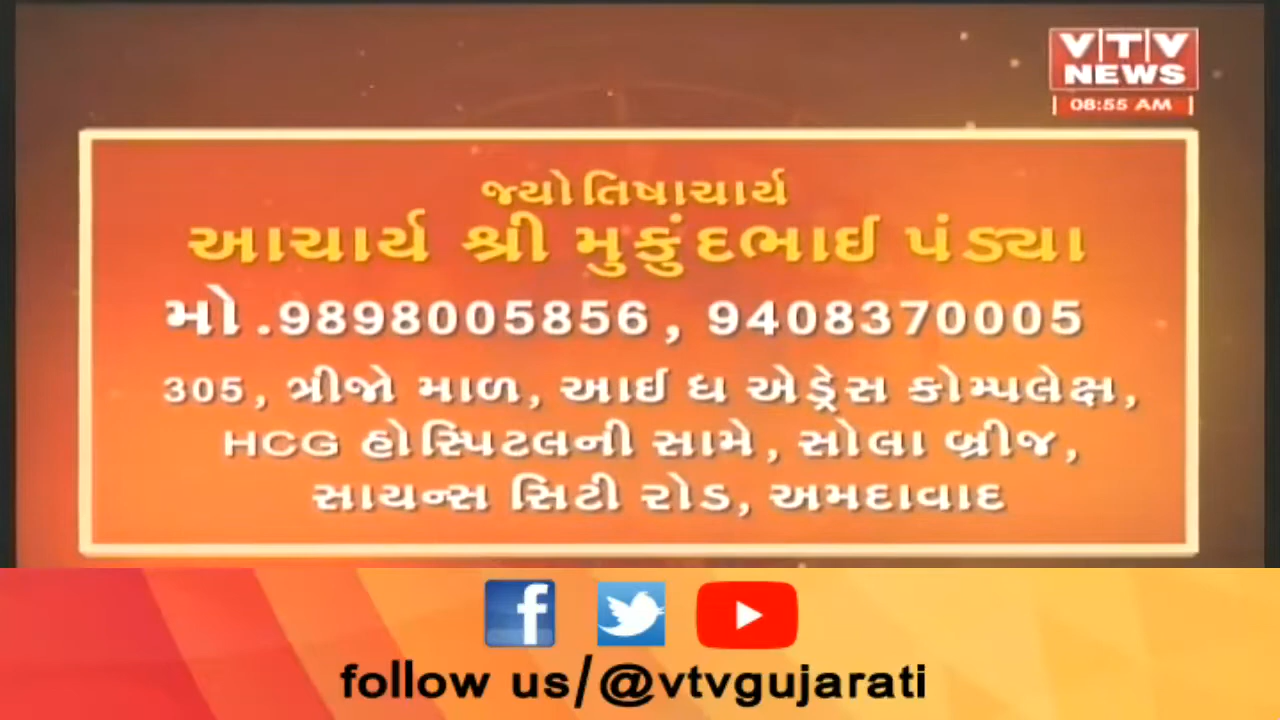 VTV
NEWS
08:55 AM
જ્યોતિષાચાર્ય
આચાર્ય શ્રી મુકુંદભાઈ પંડ્યા
મો.9898005856, 9408370005
305, ત્રીજો માળ, આઈ ધ એડ્રેસ કોમ્પલેક્ષ,
HCG હોસ્પિટલની સામે, સોલા બ્રીજ,
સાયન્સ સિટી રોડ, અમદાવાદ
follow us/@vtvgujarati